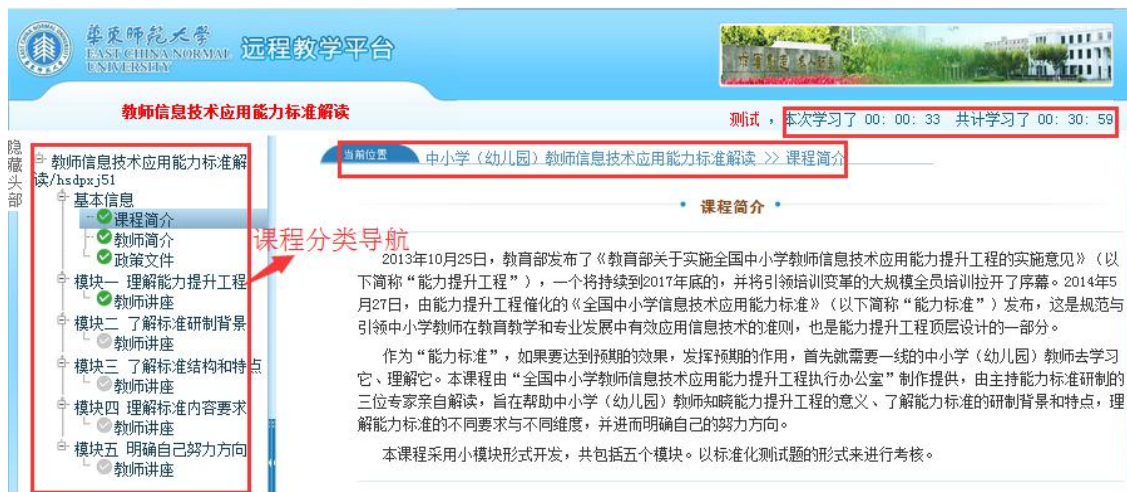 華東師範大學
EAST CHINA NORMAL
UNIVERSITY
远程教学平台
教师信息技术应用能力标准解读
测试 ，本次学习了 00: 00: 33 共计学习了 00: 30: 59
隐藏头部
教师信息技术应用能力标准解
读/hsdpxj51
基本信息
课程简介
教师简介
政策文件
模块一 理解能力提升工程
教师讲座
模块二 了解标准研制背景
教师讲座
模块三 了解标准结构和特点
教师讲座
模块四 理解标准内容要求
教师讲座
模块五 明确自己努力方向
教师讲座
课程分类导航
当前位置 中小学（幼儿园）教师信息技术应用能力标准解读 >> 课程简介
• 课程简介 •
2013年10月25日，教育部发布了《教育部关于实施全国中小学教师信息技术应用能力提升工程的实施意见》（以
下简称“能力提升工程”），一个将持续到2017年底的，并将引领培训变革的大规模全员培训拉开了序幕。2014年5
月27日，由能力提升工程催化的《全国中小学信息技术应用能力标准》（以下简称“能力标准”）发布，这是规范与
引领中小学教师在教育教学和专业发展中有效应用信息技术的准则，也是能力提升工程顶层设计的一部分。
作为“能力标准”，如果要达到预期的效果，发挥预期的作用，首先就需要一线的中小学（幼儿园）教师去学习
它、理解它。本课程由“全国中小学教师信息技术应用能力提升工程执行办公室”制作提供，由主持能力标准研制的
三位专家亲自解读，旨在帮助中小学（幼儿园）教师知晓能力提升工程的意义、了解能力标准的研制背景和特点，理
解能力标准的不同要求与不同维度，并进而明确自己的努力方向。
本课程采用小模块形式开发，共包括五个模块。以标准化测试题的形式来进行考核。